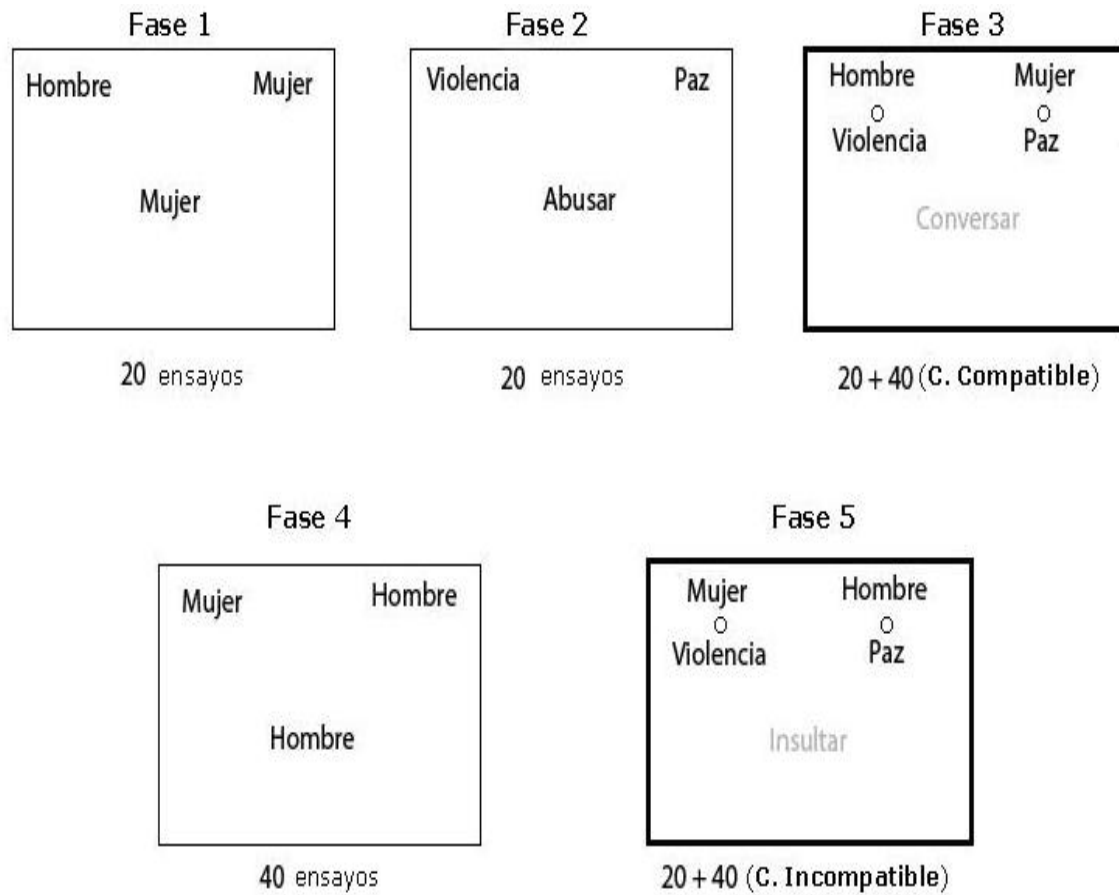 Fase 1
Fase 2
Fase 3
Hombre Mujer
Mujer
20 ensayos
Violencia Paz
Abusar
20 ensayos
Hombre Mujer
o o
Violencia Paz
Conversar
20 + 40 (C. Compatible)
Fase 4
Fase 5
Mujer Hombre
Hombre
40 ensayos
Mujer Hombre
o o
Violencia Paz
Insultar
20 + 40 (C. Incompatible)